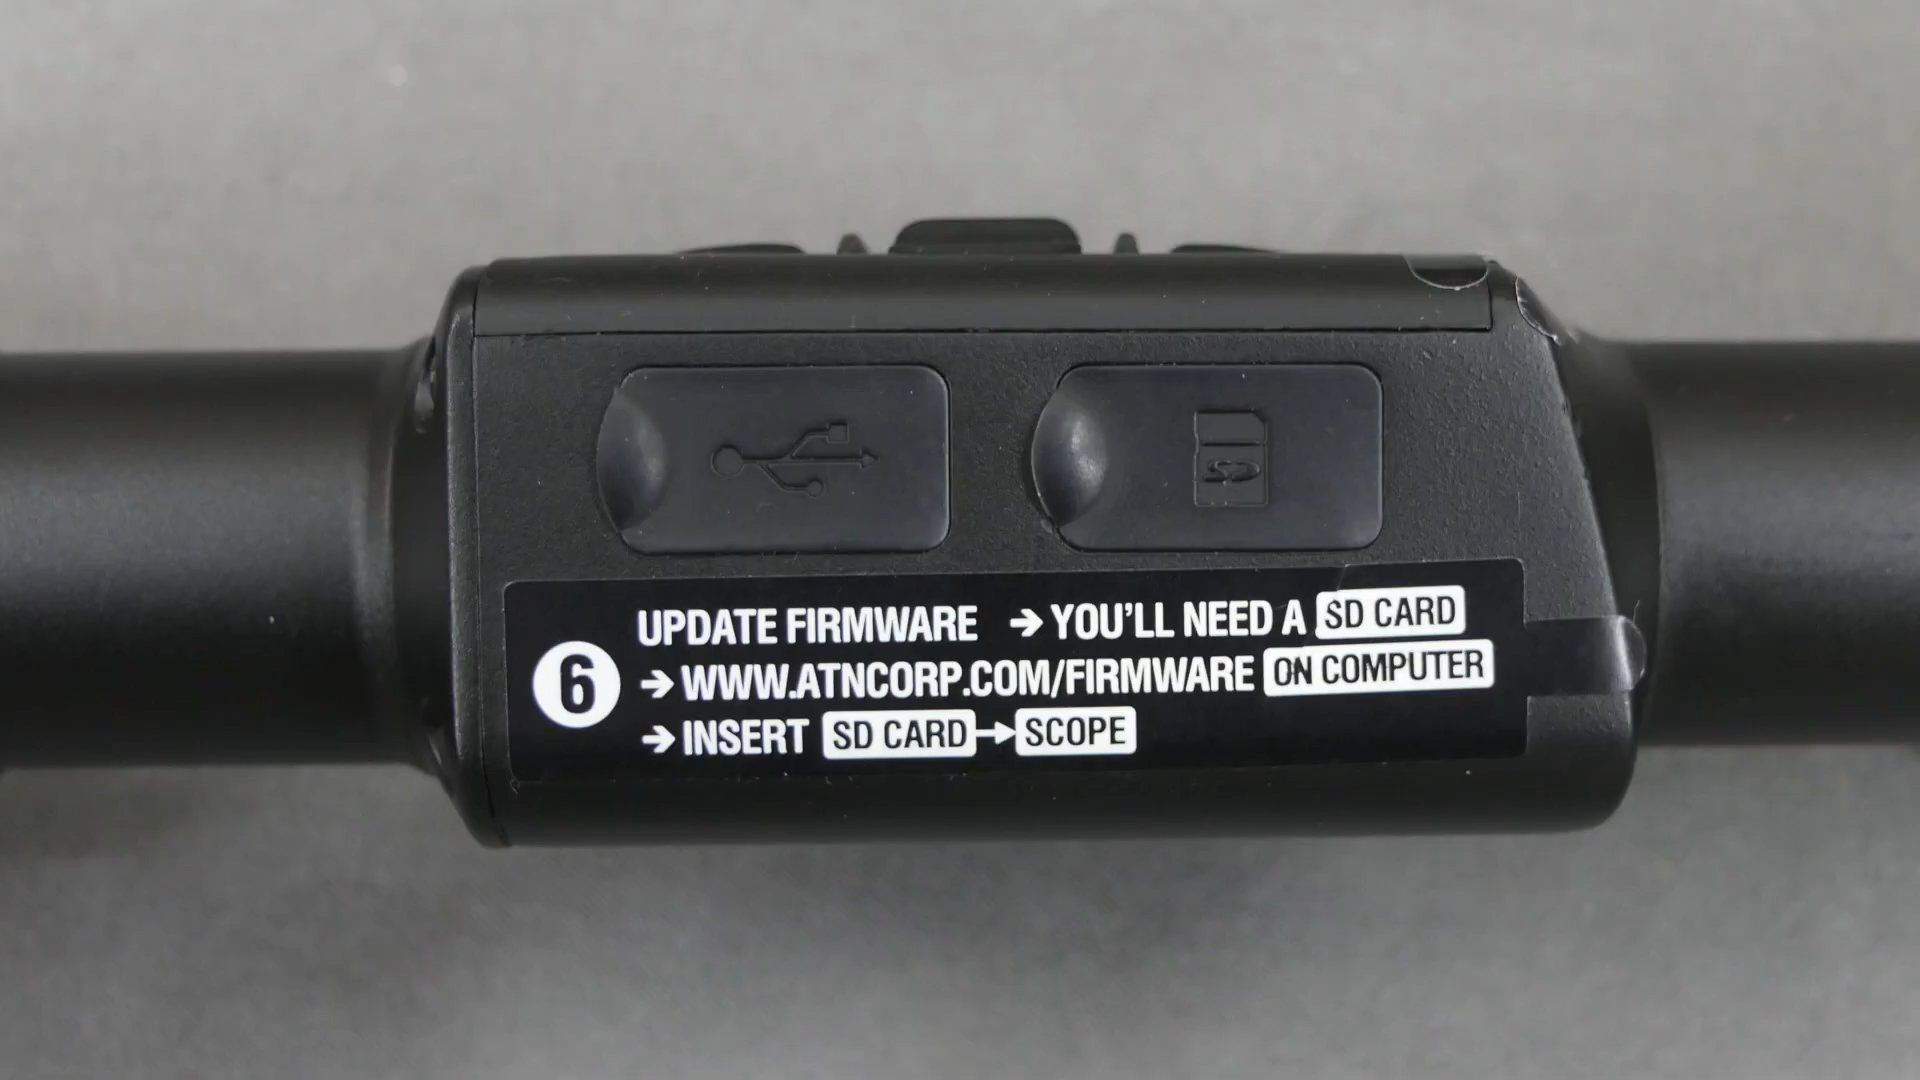 6
UPDATE FIRMWARE → YOU'LL NEED A SD CARD
→ WWW.ATNCORP.COM/FIRMWARE ON COMPUTER
→ INSERT SD CARD → SCOPE
SD